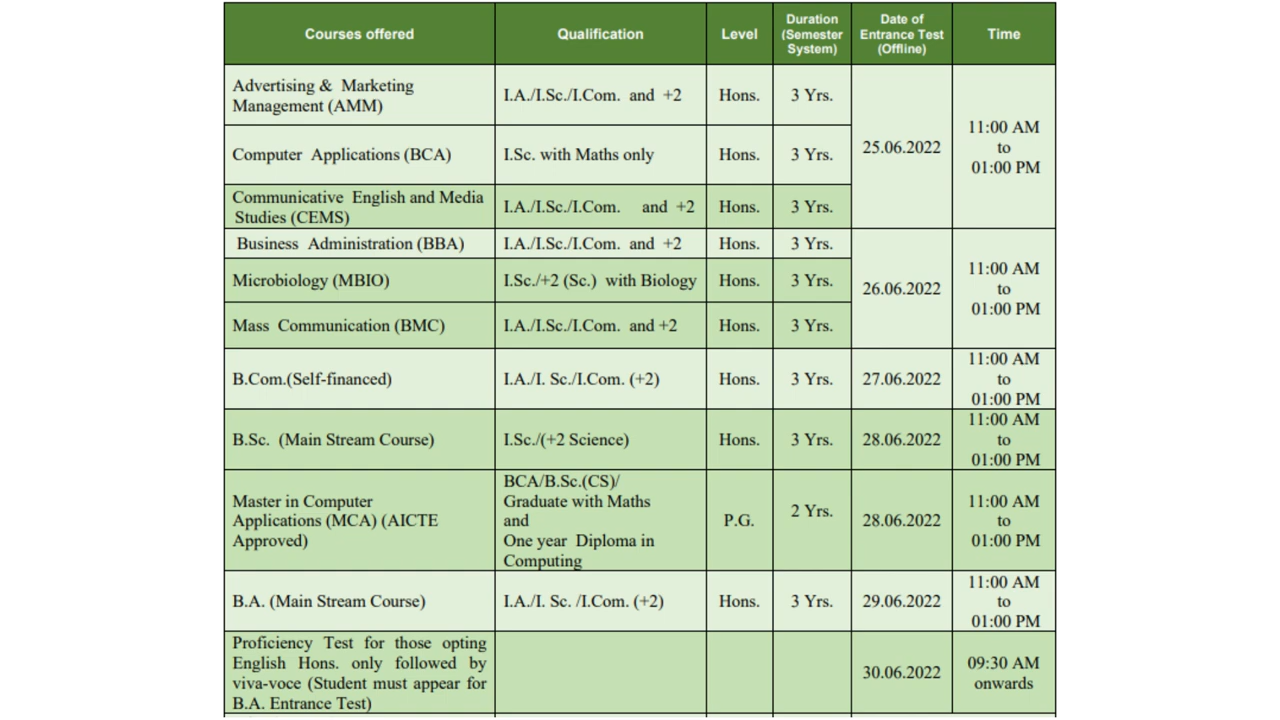 Courses offered
Qualification
Level
Duration
(Semester
System)
Date of
Entrance Test
(Offline)
Time
Advertising & Marketing
Management (AMM)
I.A./I.Sc./I.Com. and +2
Hons.
3 Yrs.
25.06.2022
11:00 AM
to
01:00 PM
Computer Applications (BCA)
I.Sc. with Maths only
Hons.
3 Yrs.
Communicative English and Media
Studies (CEMS)
I.A./I.Sc./I.Com. and +2
Hons.
3 Yrs.
Business Administration (BBA)
I.A./I.Sc./I.Com. and +2
Hons.
3 Yrs.
26.06.2022
11:00 AM
to
01:00 PM
Microbiology (MBIO)
I.Sc./+2 (Sc.) with Biology
Hons.
3 Yrs.
Mass Communication (BMC)
I.A./I.Sc./I.Com. and +2
Hons.
3 Yrs.
B.Com.(Self-financed)
I.A./I. Sc./I.Com. (+2)
Hons.
3 Yrs.
27.06.2022
11:00 AM
to
01:00 PM
B.Sc. (Main Stream Course)
I.Sc./(+2 Science)
Hons.
3 Yrs.
28.06.2022
11:00 AM
to
01:00 PM
Master in Computer
Applications (MCA) (AICTE
Approved)
BCA/B.Sc.(CS)/
Graduate with Maths
and
One year Diploma in
Computing
P.G.
2 Yrs.
28.06.2022
11:00 AM
to
01:00 PM
B.A. (Main Stream Course)
I.A./I. Sc. /I.Com. (+2)
Hons.
3 Yrs.
29.06.2022
11:00 AM
to
01:00 PM
Proficiency Test for those opting
English Hons. only followed by
viva-voce (Student must appear for
B.A. Entrance Test)
30.06.2022
09:30 AM
onwards